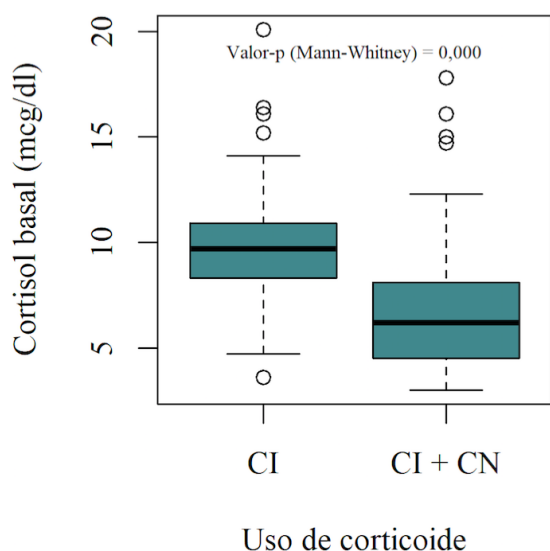 Valor-p (Mann-Whitney) = 0,000
Cortisol basal (mcg/dl)
20
15
10
5
CI
CI + CN
Uso de corticoide